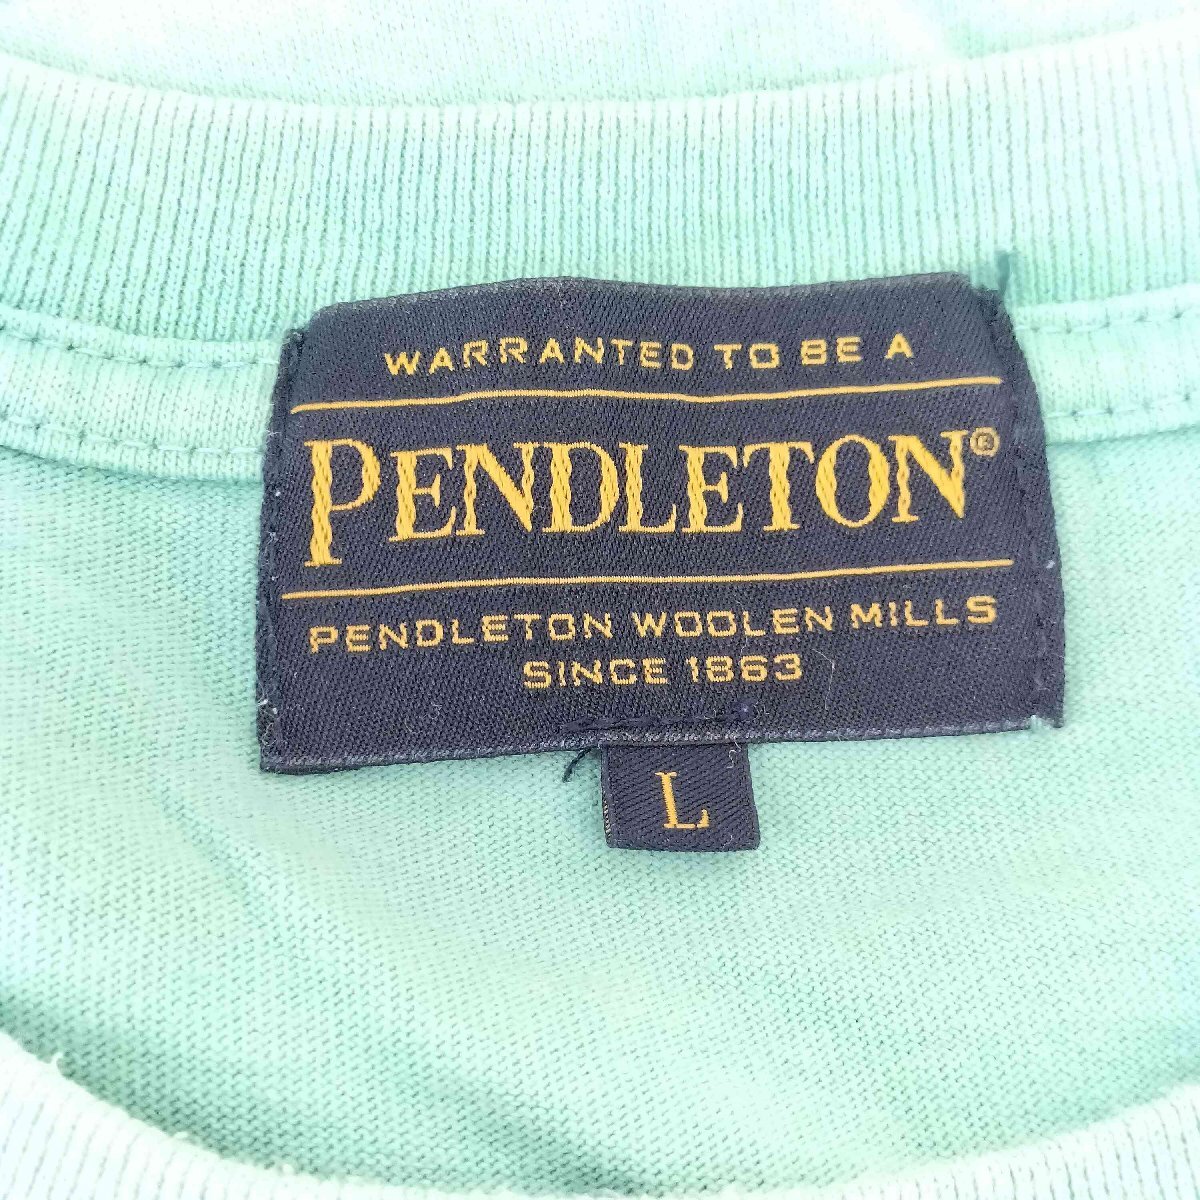 WARRANTED TO BE A
PENDLETON®
PENDLETON WOOLEN MILLS
SINCE 1863
L